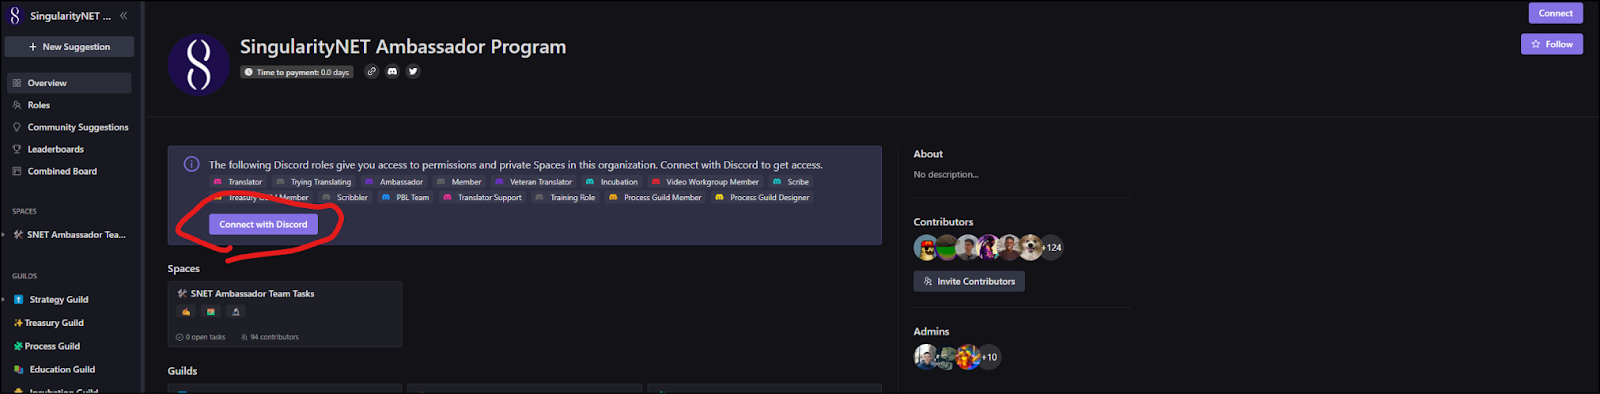 SingularityNET ...
New Suggestion
Overview
Roles
Community Suggestions
Leaderboards
Combined Board
SPACES
SNET Ambassador Tea...
GUILDS
Strategy Guild
Treasury Guild
Process Guild
Education Guild
Incubation Guild
SingularityNET Ambassador Program
Time to payment: 0.0 days
Connect
Follow
The following Discord roles give you access to permissions and private Spaces in this organization. Connect with Discord to get access.
Translator Trying Translating Ambassador Member Veteran Translator Incubation Video Workgroup Member Scribe
Treasury Guild Member Scribbler PBL Team Translator Support Training Role Process Guild Member Process Guild Designer
Connect with Discord
Spaces
SNET Ambassador Team Tasks
0 open tasks 94 contributors
Guilds
About
No description...
Contributors
+124
Invite Contributors
Admins
+10